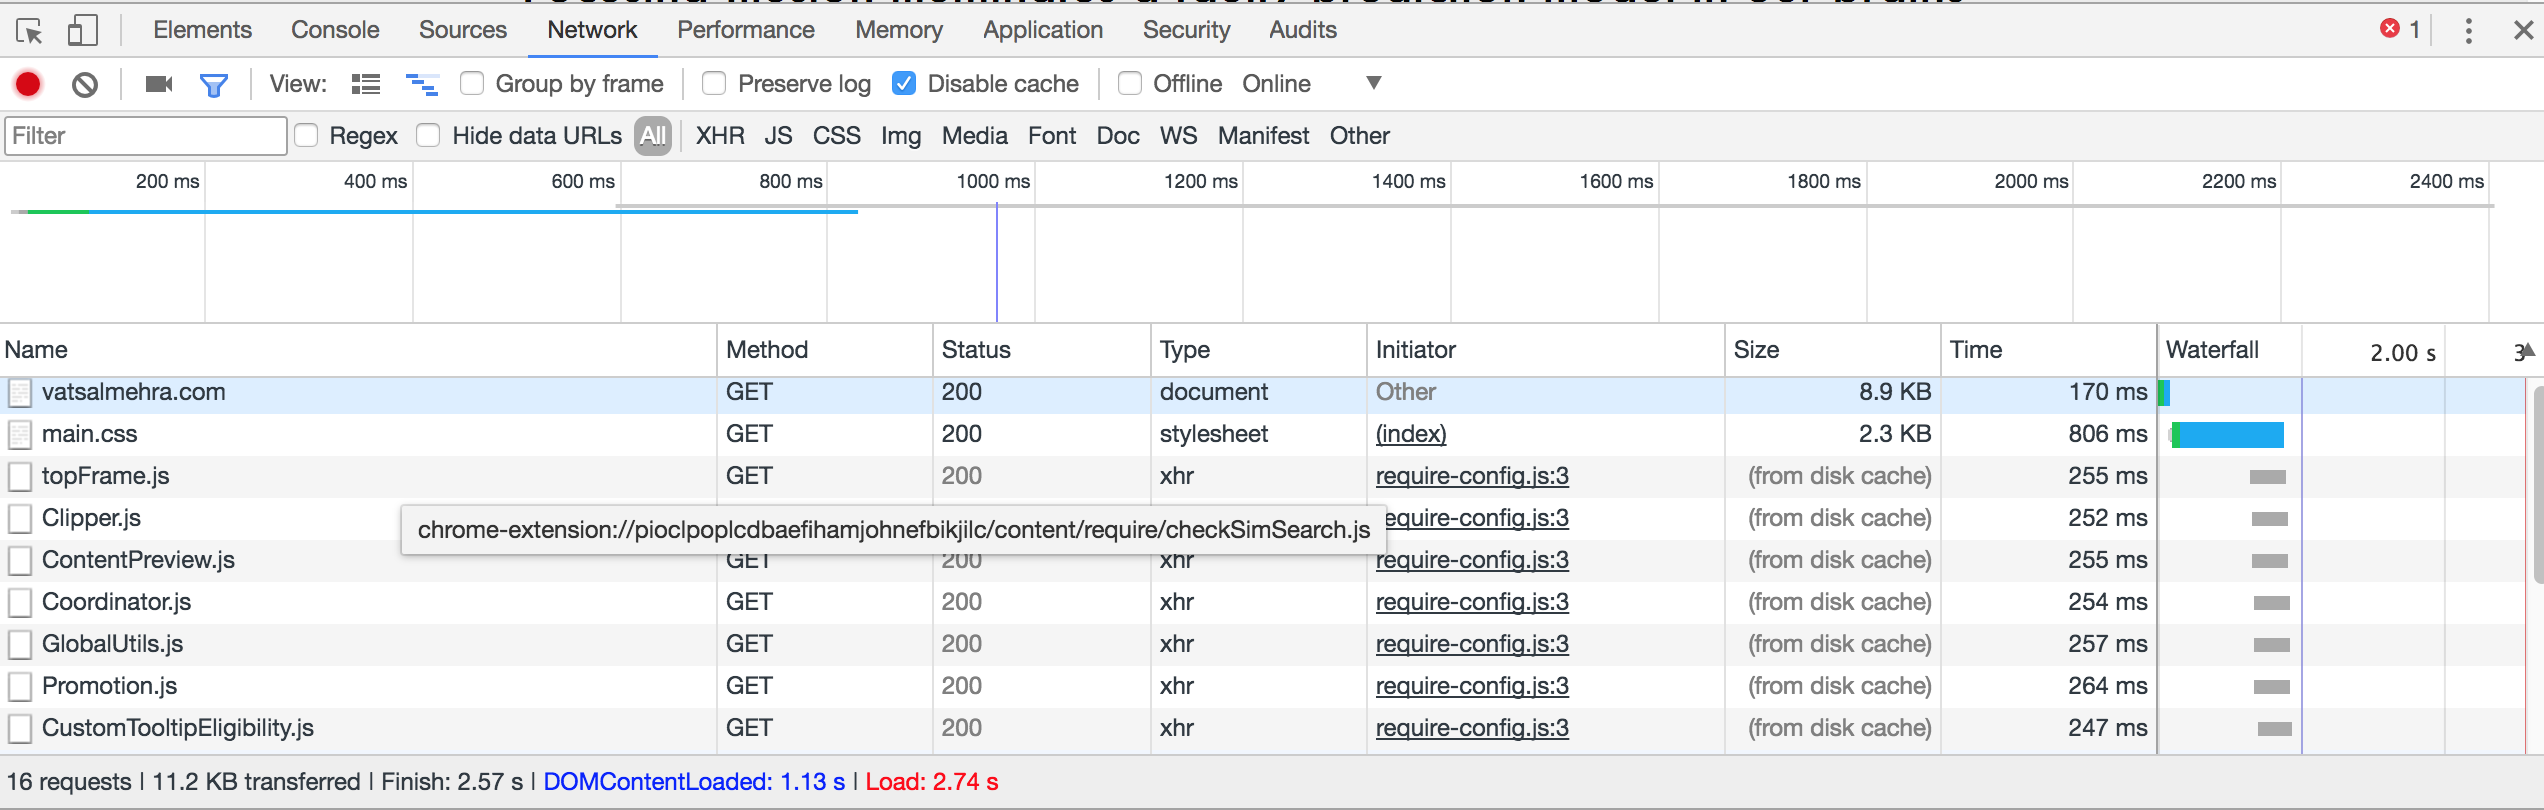 Elements Console Sources Network Performance Memory Application Security Audits 1
View: Group by frame Preserve log Disable cache Offline Online
Filter Regex Hide data URLs All XHR JS CSS Img Media Font Doc WS Manifest Other
200 ms 400 ms 600 ms 800 ms 1000 ms 1200 ms 1400 ms 1600 ms 1800 ms 2000 ms 2200 ms 2400 ms
Name Method Status Type Initiator Size Time Waterfall 2.00 s 3
vatsalmehra.com GET 200 document Other 8.9 KB 170 ms
main.css GET 200 stylesheet (index) 2.3 KB 806 ms
topFrame.js GET 200 xhr require-config.js:3 (from disk cache) 255 ms
Clipper.js equire-config.js:3 (from disk cache) 252 ms
chrome-extension://pioclpoplcdbaefihamjohnefbikjilc/content/require/checkSimSearch.js
ContentPreview.js GET 200 xhr require-config.js:3 (from disk cache) 255 ms
Coordinator.js GET 200 xhr require-config.js:3 (from disk cache) 254 ms
GlobalUtils.js GET 200 xhr require-config.js:3 (from disk cache) 257 ms
Promotion.js GET 200 xhr require-config.js:3 (from disk cache) 264 ms
CustomTooltipEligibility.js GET 200 xhr require-config.js:3 (from disk cache) 247 ms
16 requests | 11.2 KB transferred | Finish: 2.57 s | DOMContentLoaded: 1.13 s | Load: 2.74 s